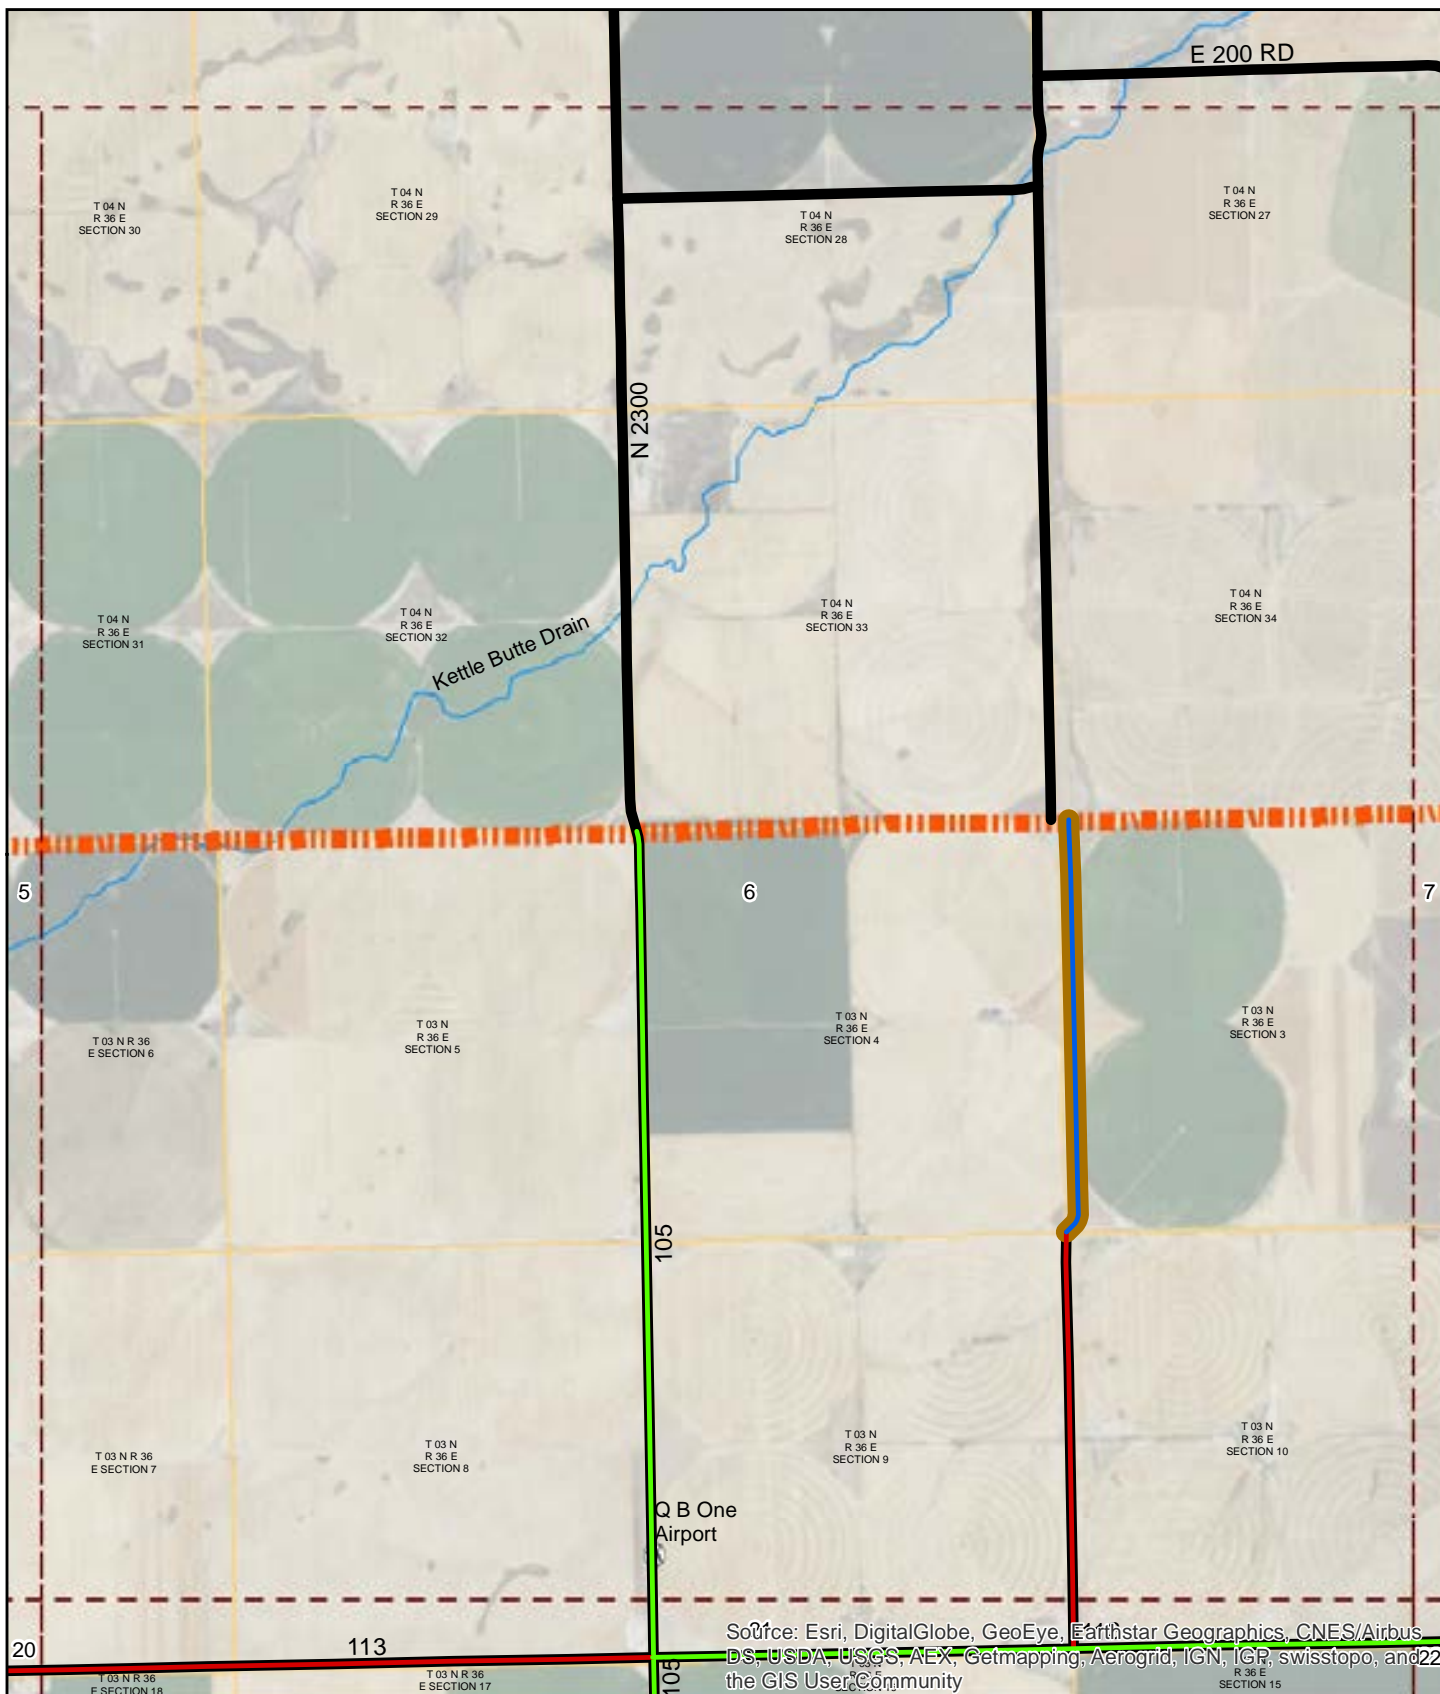 E 200 RD
T 04 N
R 36 E
SECTION 30
T 04 N
R 36 E
SECTION 29
T 04 N
R 36 E
SECTION 28
T 04 N
R 36 E
SECTION 27
N 2300
T 04 N
R 36 E
SECTION 31
T 04 N
R 36 E
SECTION 32
Kettle Butte Drain
T 04 N
R 36 E
SECTION 33
T 04 N
R 36 E
SECTION 34
5
6
7
T 03 N R 36
E SECTION 6
T 03 N
R 36 E
SECTION 5
T 03 N
R 36 E
SECTION 4
T 03 N
R 36 E
SECTION 3
105
T 03 N R 36
E SECTION 7
T 03 N
R 36 E
SECTION 8
T 03 N
R 36 E
SECTION 9
T 03 N
R 36 E
SECTION 10
Q B One
Airport
20
113
105
22
T 03 N R 36
E SECTION 18
T 03 N R 36
E SECTION 17
R 36 E
SECTION 15
Source: Esri, DigitalGlobe, GeoEye, Earthstar Geographics, CNES/Airbus
DS, USDA, USGS, AEX, Getmapping, Aerogrid, IGN, IGP, swisstopo, and
the GIS User Community